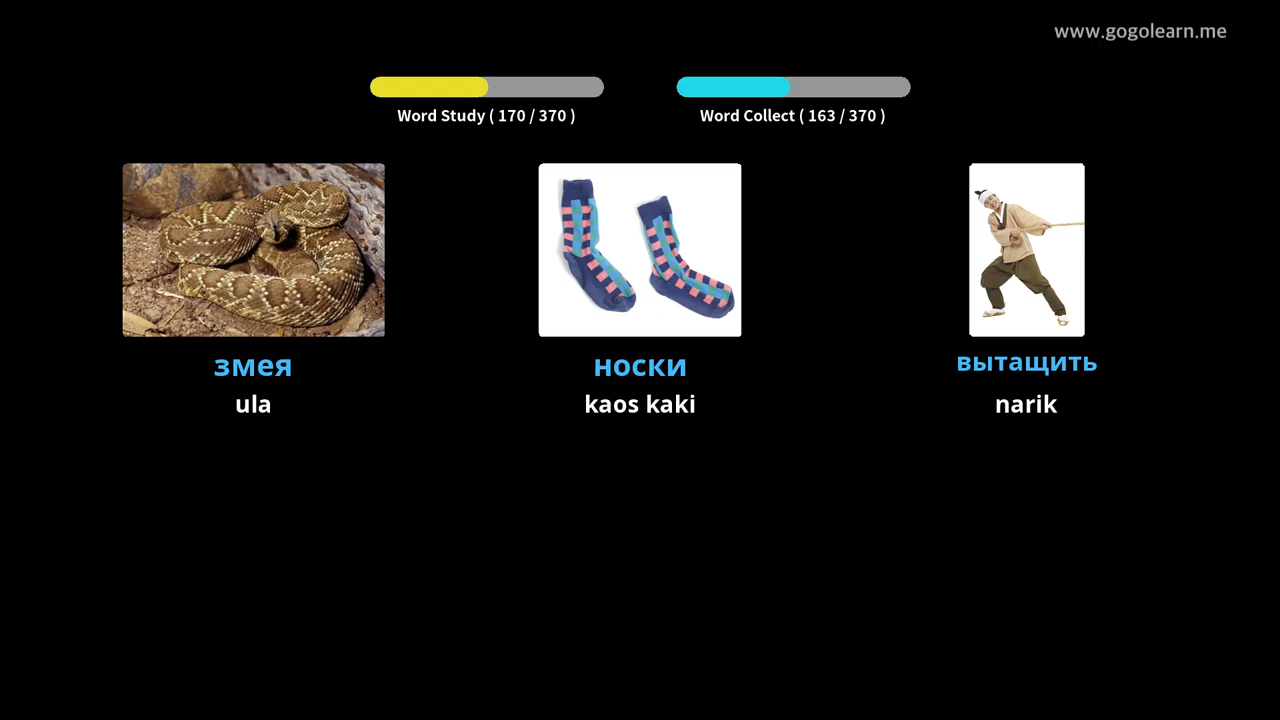 www.gogolearn.me
Word Study ( 170 / 370 )
Word Collect ( 163 / 370 )
змея
носки
вытащить
ula
kaos kaki
narik